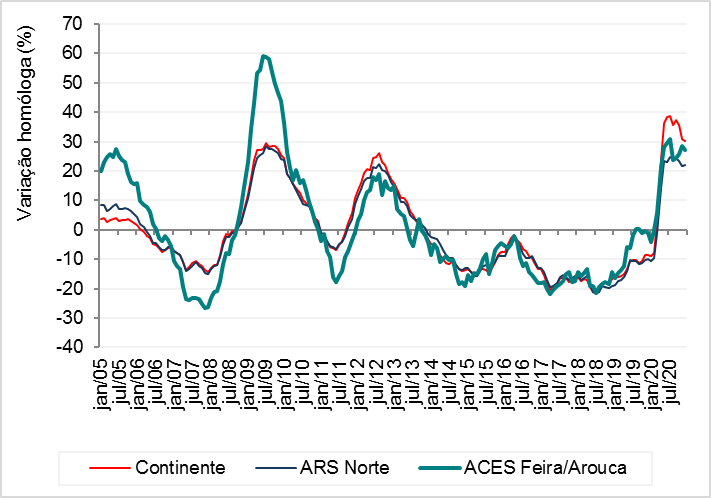 Variação homóloga (%)
70
60
50
40
30
20
10
0
-10
-20
-30
-40
jan/05
jul/05
jan/06
jul/06
jan/07
jul/07
jan/08
jul/08
jan/09
jul/09
jan/10
jul/10
jan/11
jul/11
jan/12
jul/12
jan/13
jul/13
jan/14
jul/14
jan/15
jul/15
jan/16
jul/16
jan/17
jul/17
jan/18
jul/18
jan/19
jul/19
jan/20
jul/20
Continente
ARS Norte
ACES Feira/Arouca